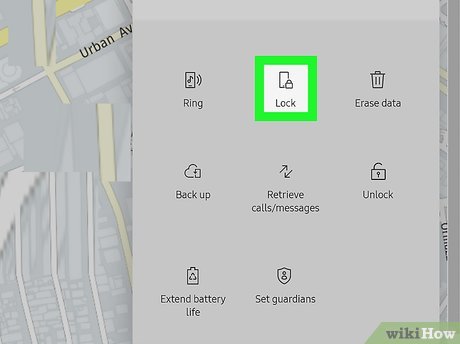 Urban Av
Ring
Lock
Erase data
Back up
Retrieve
calls/messages
Unlock
Extend battery
life
Set guardians
wikiHow